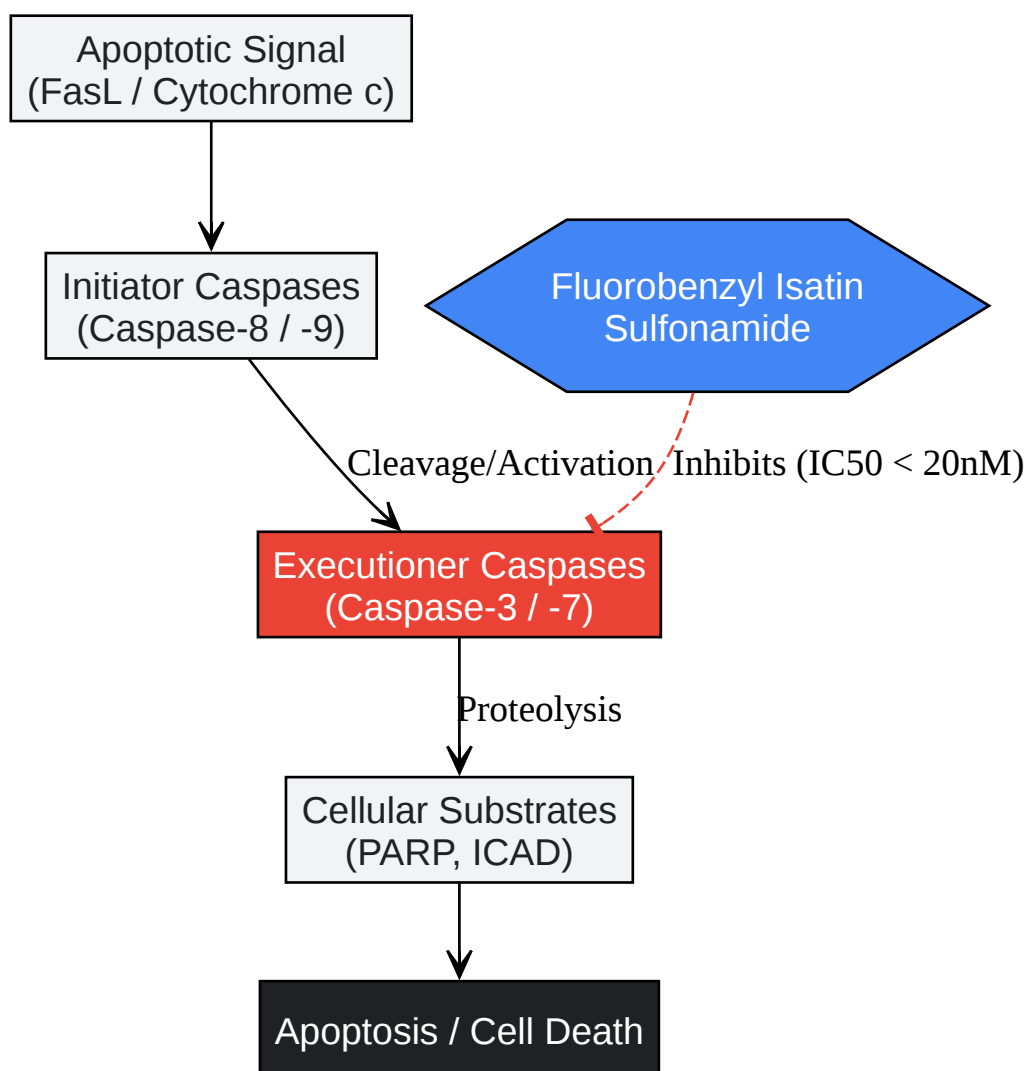 Apoptotic Signal
(FasL / Cytochrome c)
Initiator Caspases
(Caspase-8 / -9)
Fluorobenzyl Isatin
Sulfonamide
Cleavage/Activation
Inhibits (IC50 < 20nM)
Executioner Caspases
(Caspase-3 / -7)
Proteolysis
Cellular Substrates
(PARP, ICAD)
Apoptosis / Cell Death